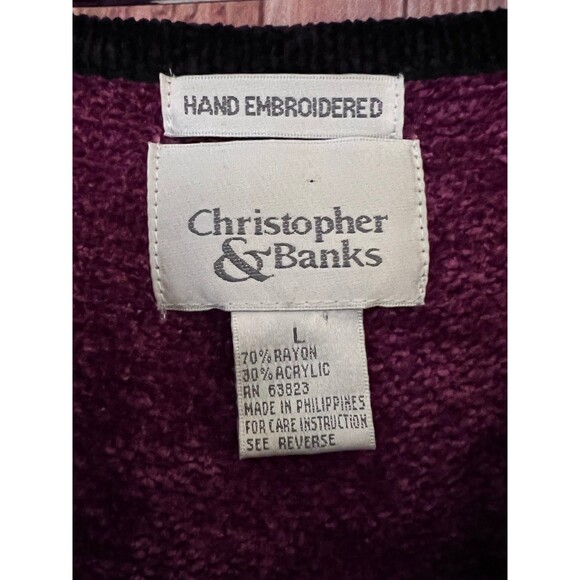 HAND EMBROIDERED
Christopher
& Banks
L
70% RAYON
30% ACRYLIC
RN 63823
MADE IN PHILIPPINES
FOR CARE INSTRUCTION
SEE REVERSE